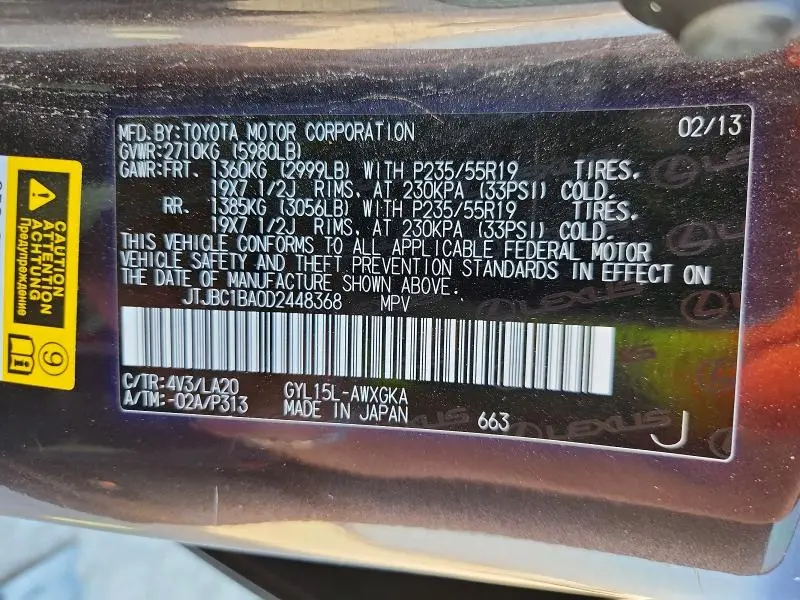 MFD.BY:TOYOTA MOTOR CORPORATION 02/13
GVWR:2710KG (5980LB)
GAWR:FRT. 1360KG (2999LB) WITH P235/55R19 TIRES.
19X7 1/2J RIMS, AT 230KPA (33PSI) COLD.
RR. 1385KG (3056LB) WITH P235/55R19 TIRES.
19X7 1/2J RIMS, AT 230KPA (33PSI) COLD.
THIS VEHICLE CONFORMS TO ALL APPLICABLE FEDERAL MOTOR
VEHICLE SAFETY AND THEFT PREVENTION STANDARDS IN EFFECT ON
THE DATE OF MANUFACTURE SHOWN ABOVE.
JTJBC1BA0D2448368 MPV
C/TR: 4V3/LA20 GYL15L-AWXGKA
A/TM: -02A/P313 MADE IN JAPAN 663 J
LEXUS
LEXUS
LEXUS
CAUTION
ATTENTION
ACHTUNG
Предупреждение
9